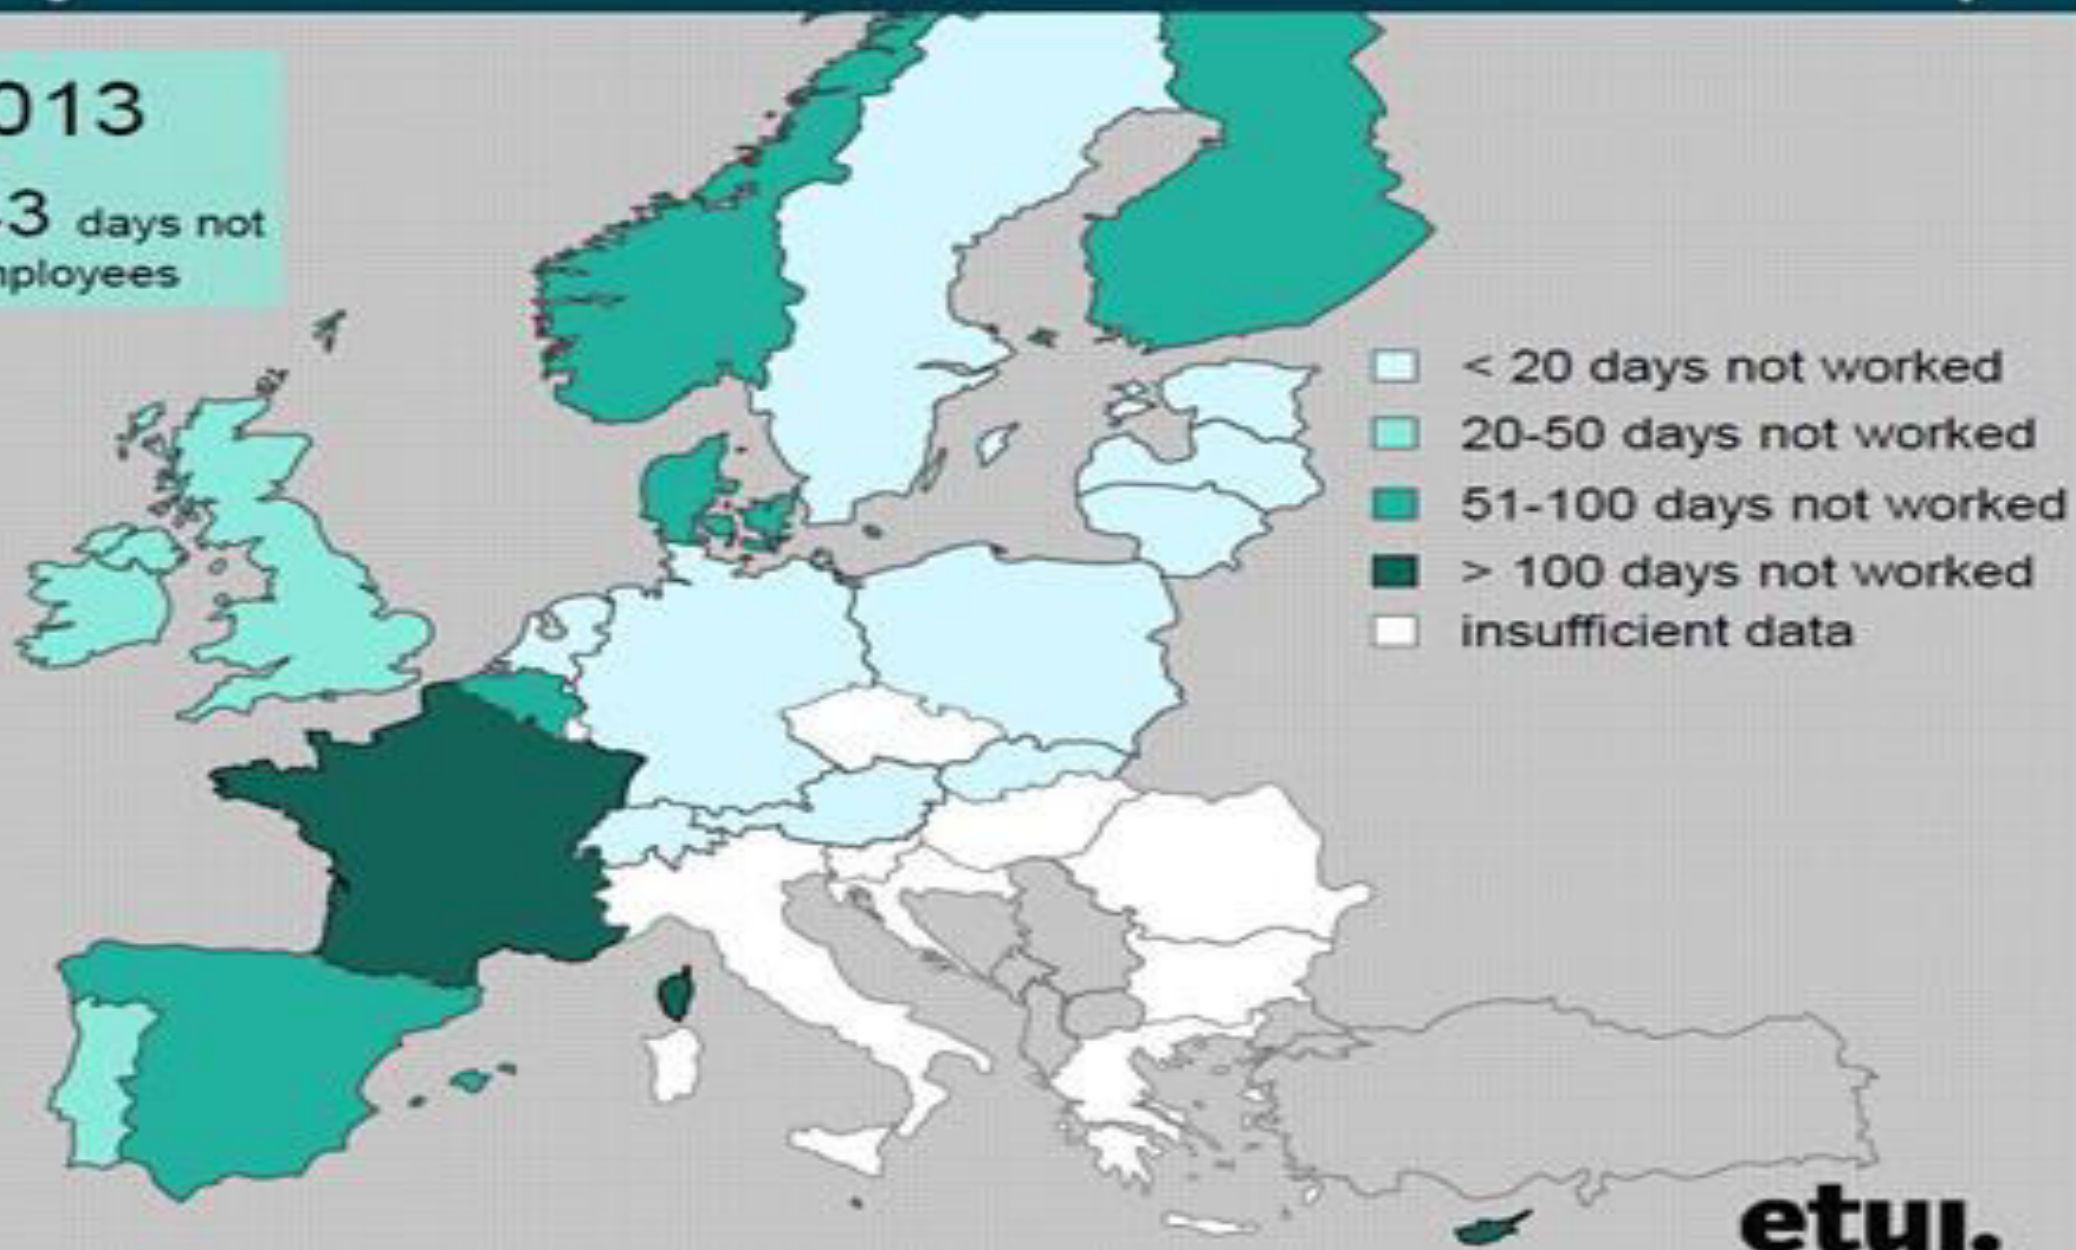 013
3 days not
mployees
< 20 days not worked
20-50 days not worked
51-100 days not worked
> 100 days not worked
insufficient data
etui.